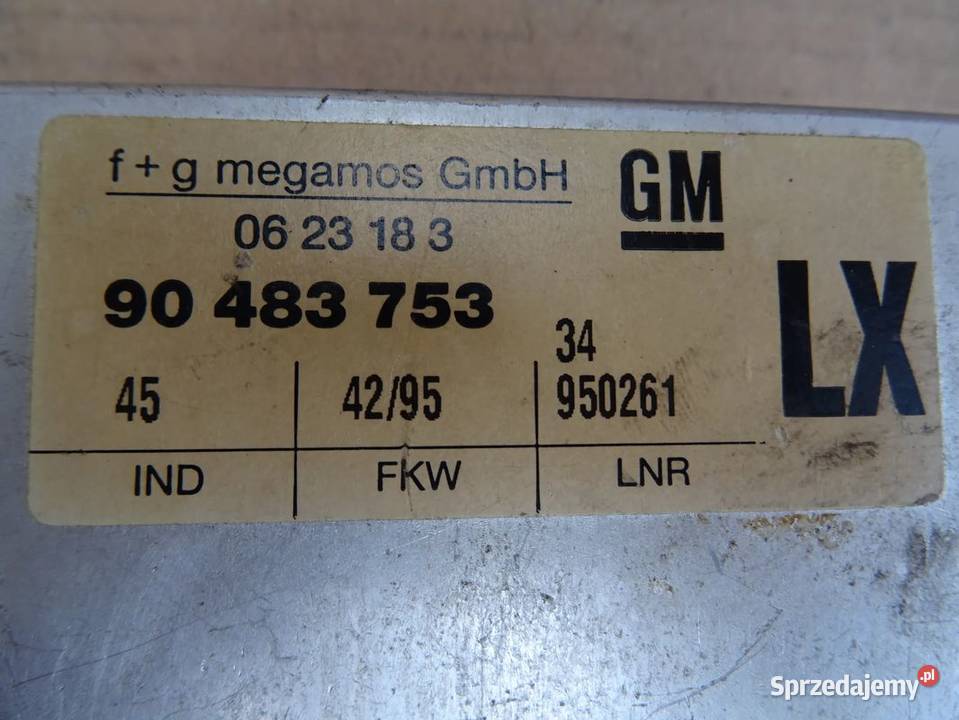 f + g megamos GmbH
GM
06 23 18 3
90 483 753
LX
34
45 42/95 950261
IND FKW LNR
Sprzedajemy.pl